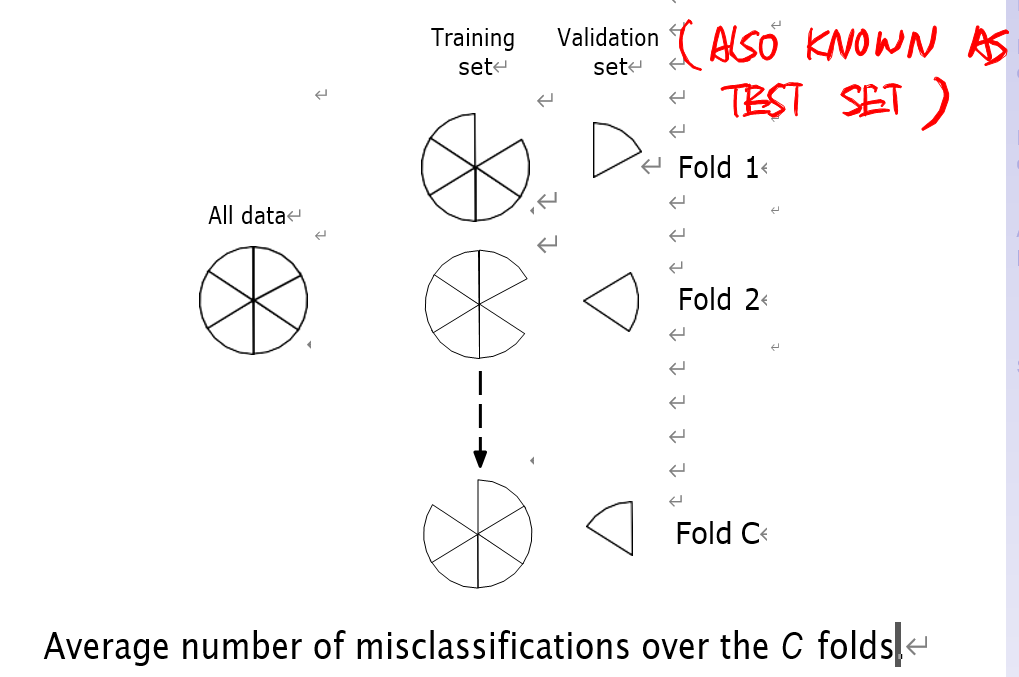 Training
set
Validation
set
(ALSO KNOWN AS
TEST SET)
Fold 1
All data
Fold 2
Fold C
Average number of misclassifications over the C folds.